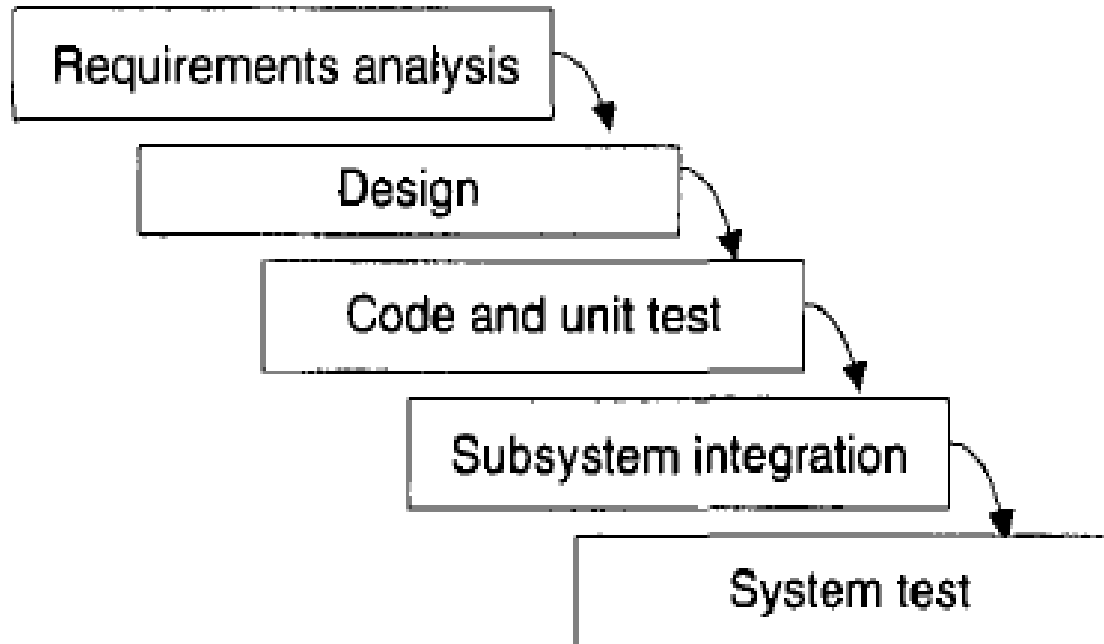 Requirements analysis
Design
Code and unit test
Subsystem integration
System test